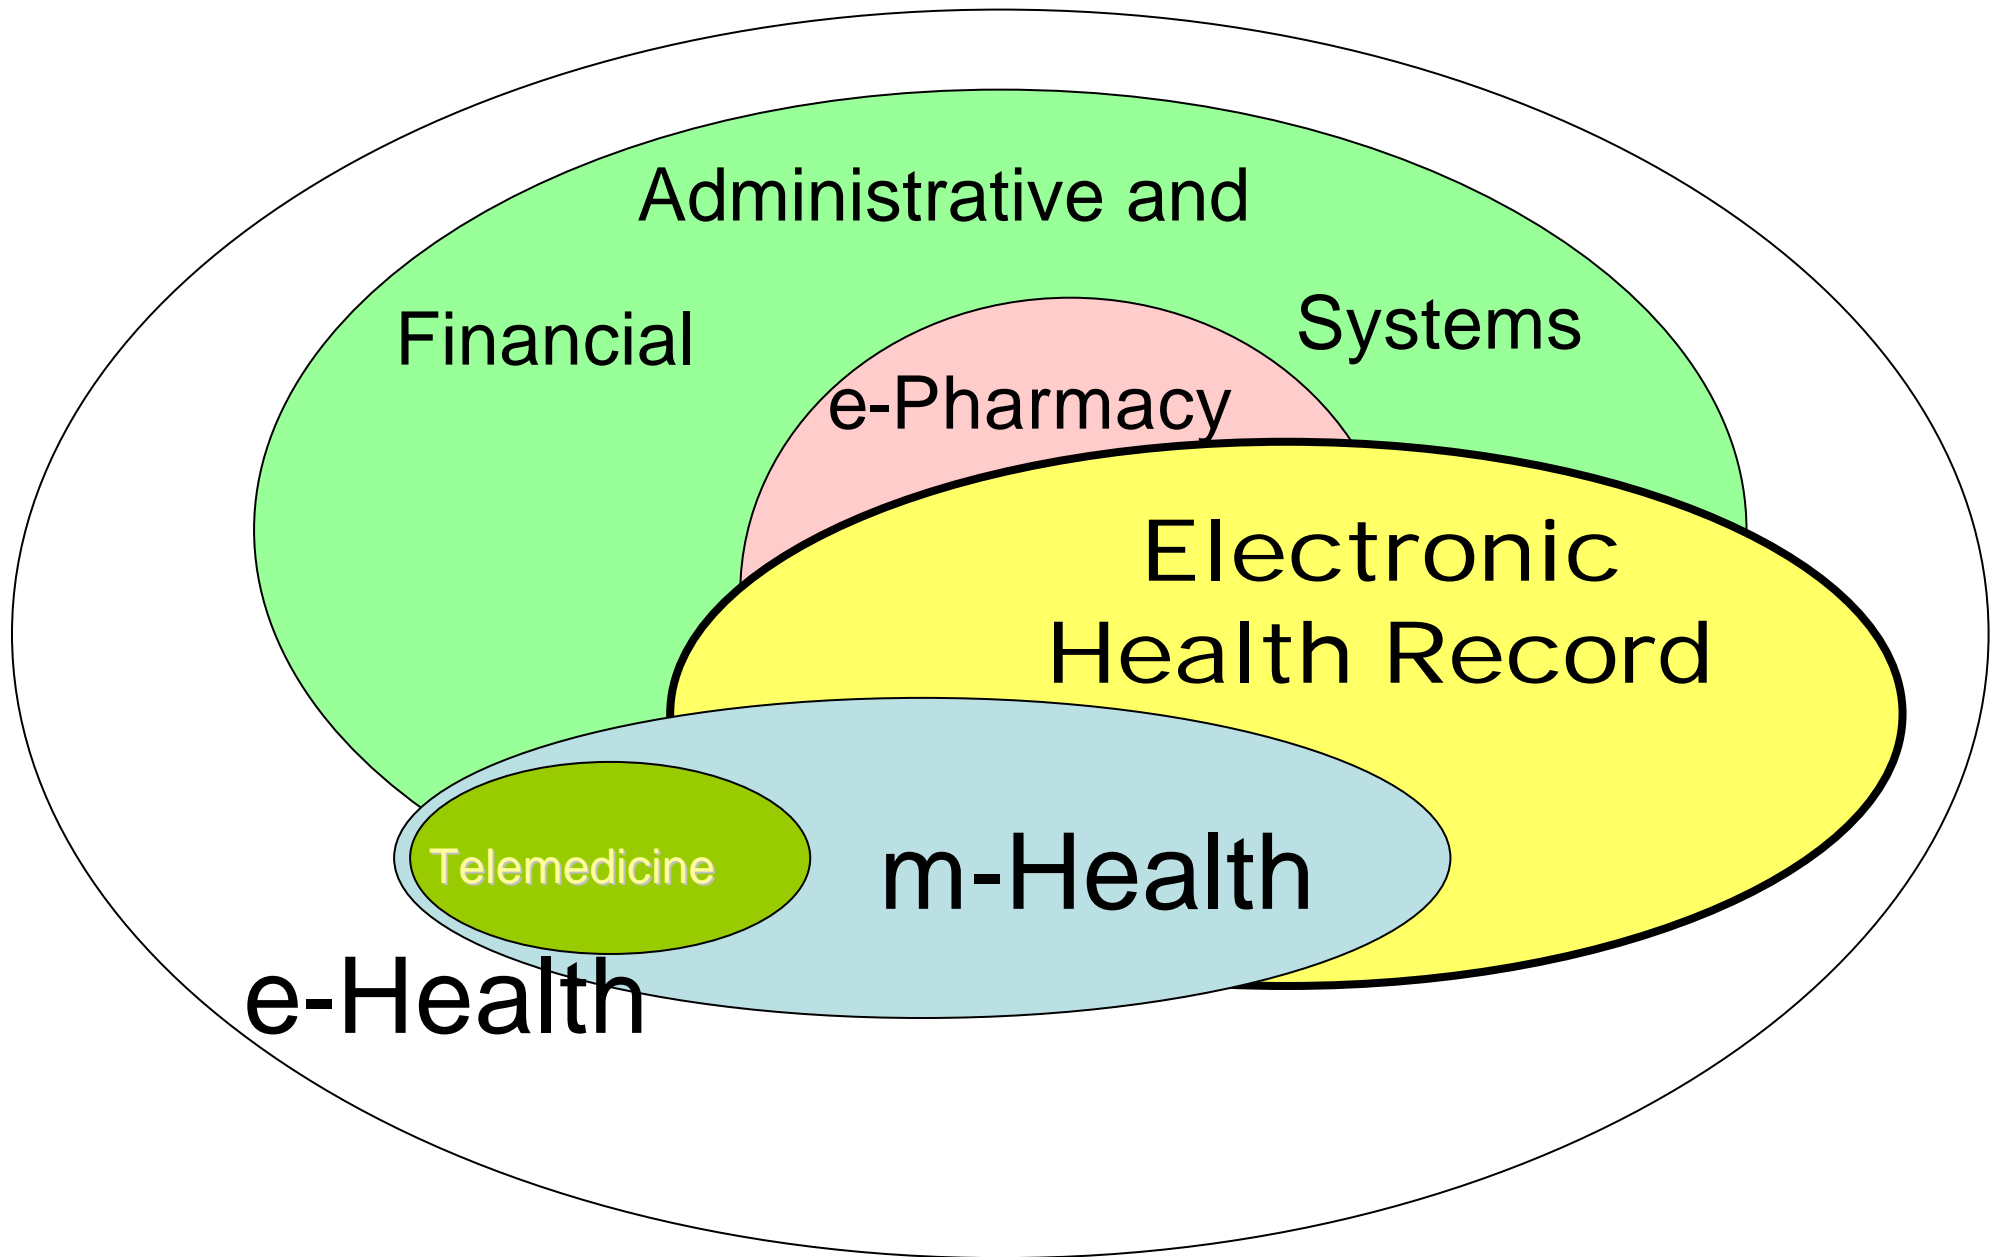 Administrative and
Financial
Systems
e-Pharmacy
Electronic
Health Record
Telemedicine
m-Health
e-Health